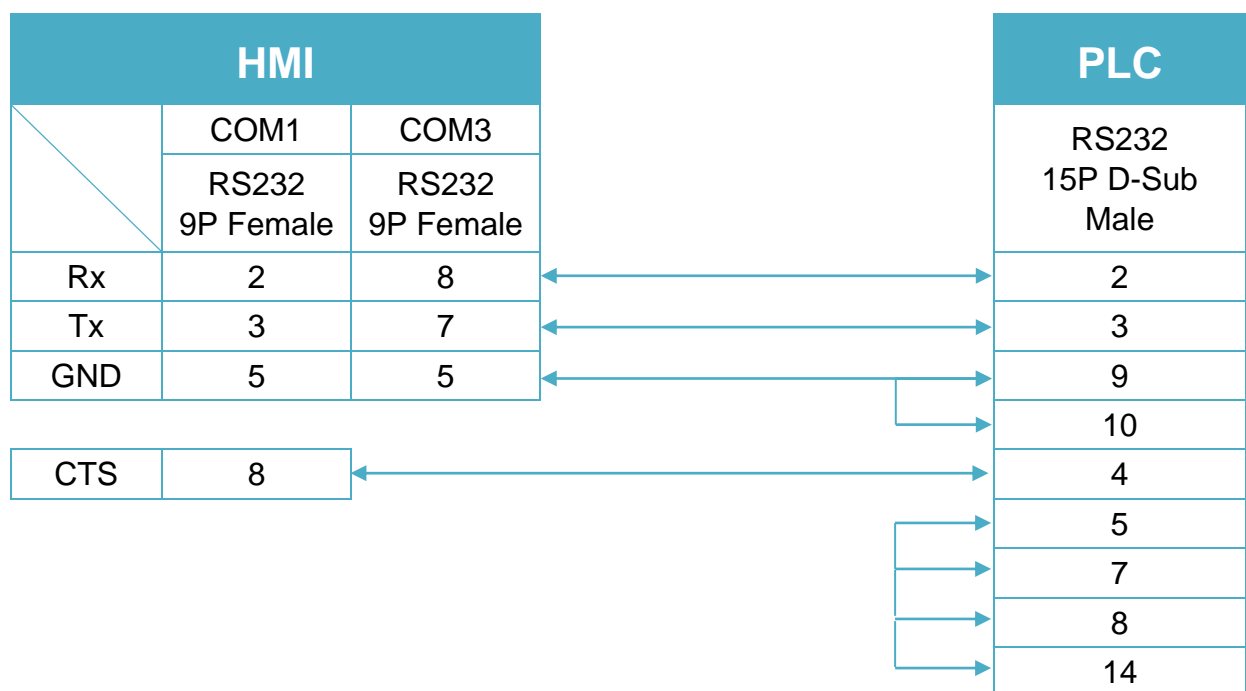 HMI
PLC
COM1 COM3
RS232
9P Female
RS232
9P Female
RS232
15P D-Sub
Male
Rx 2 8 2
Tx 3 7 3
GND 5 5 9
10
CTS 8 4
5
7
8
14